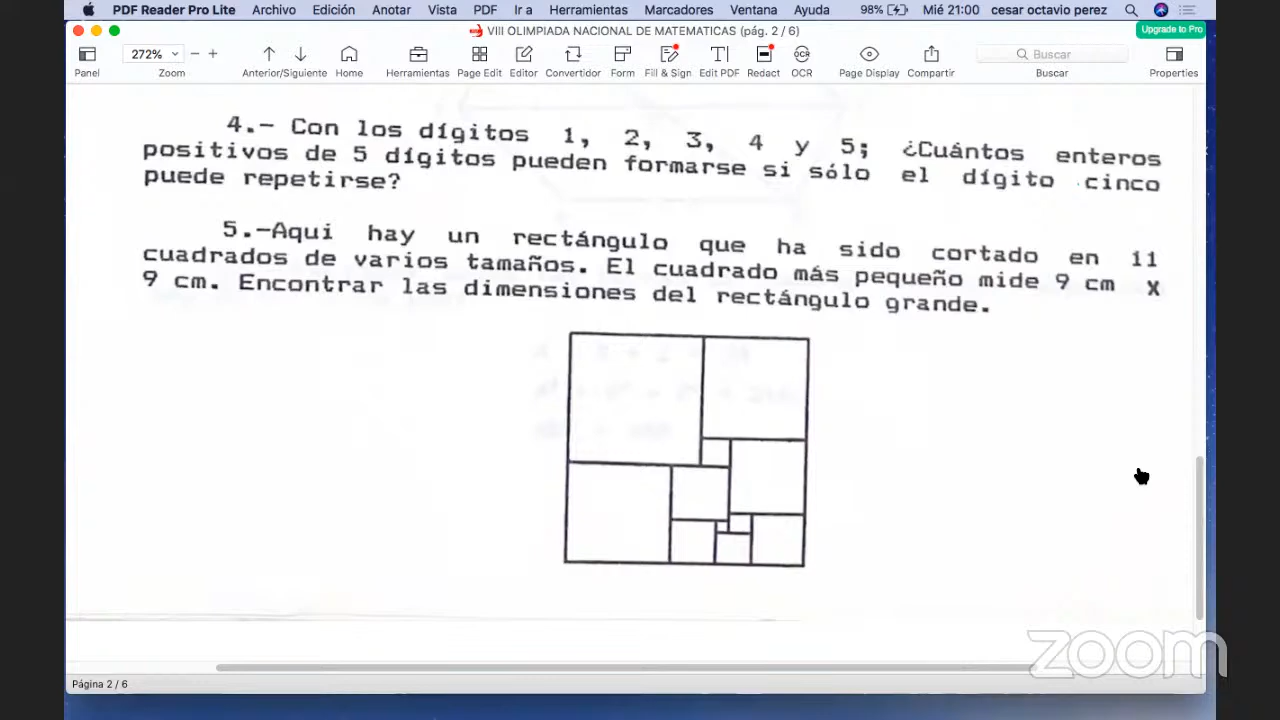 PDF Reader Pro Lite Archivo Edición Anotar Vista PDF Ir a Herramientas Marcadores Ventana Ayuda 98% Mié 21:00 cesar octavio perez
VIII OLIMPIADA NACIONAL DE MATEMATICAS (pág. 2 / 6)
Upgrade to Pro
272%
Buscar
Panel Zoom Anterior/Siguiente Home Herramientas Page Edit Editor Convertidor Form Fill & Sign Edit PDF Redact OCR Page Display Compartir Buscar Properties
4.- Con los dígitos 1, 2, 3, 4 y 5; ¿Cuántos enteros
positivos de 5 dígitos pueden formarse si sólo el dígito cinco
puede repetirse?
5.-Aqui hay un rectángulo que ha sido cortado en 11
cuadrados de varios tamaños. El cuadrado más pequeño mide 9 cm X
9 cm. Encontrar las dimensiones del rectángulo grande.
zoom
Página 2 / 6